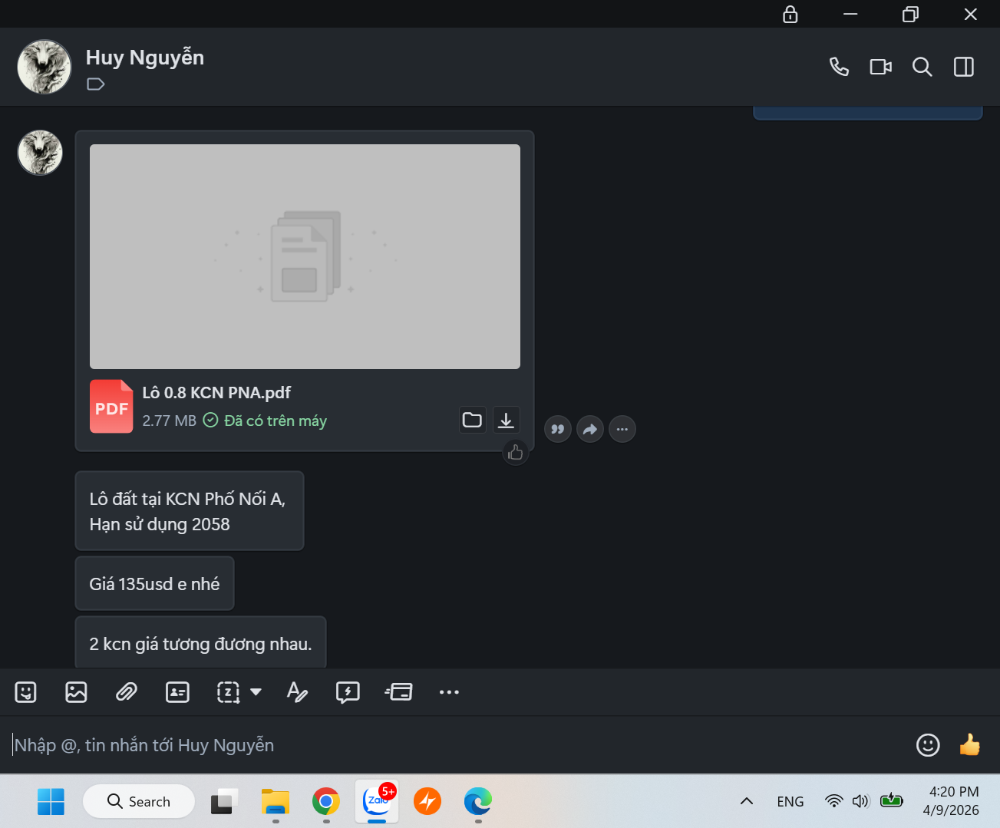 Huy Nguyễn
PDF
Lô 0.8 KCN PNA.pdf
2.77 MB Đã có trên máy
Lô đất tại KCN Phố Nối A,
Hạn sử dụng 2058
Giá 135usd e nhé
2 kcn giá tương đương nhau.
Nhập @, tin nhắn tới Huy Nguyễn
Search
Zalo
5+
ENG
4:20 PM
4/9/2026